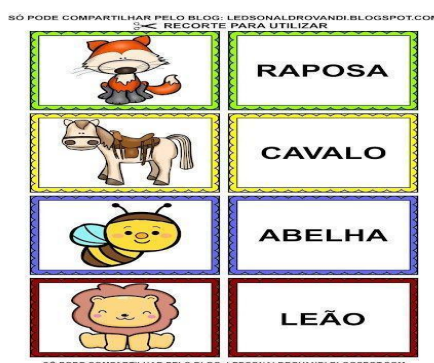 SÓ PODE COMPARTILHAR PELO BLOG: LEDSONALDROVANDI.BLOGSPOT.COM
RECORTE PARA UTILIZAR
RAPOSA
CAVALO
ABELHA
LEÃO